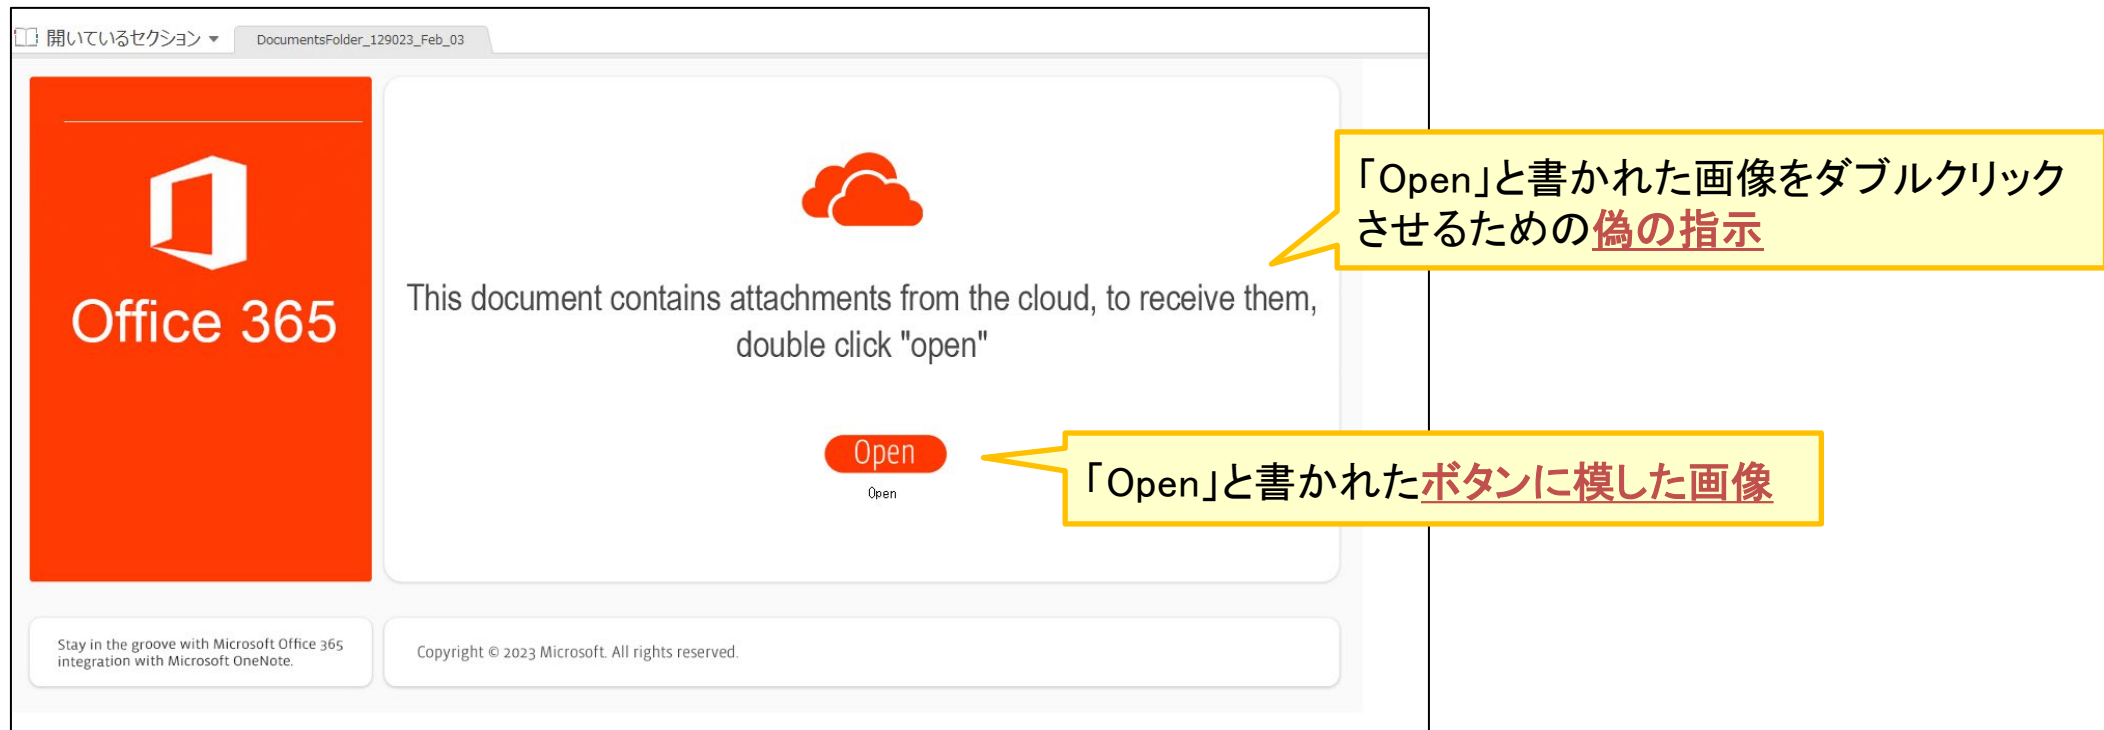 開いているセクション ▼
DocumentsFolder_129023_Feb_03
Office 365
This document contains attachments from the cloud, to receive them,
double click "open"
Open
Open
「Open」と書かれた画像をダブルクリック
させるための偽の指示
「Open」と書かれたボタンに模した画像
Stay in the groove with Microsoft Office 365
integration with Microsoft OneNote.
Copyright © 2023 Microsoft. All rights reserved.